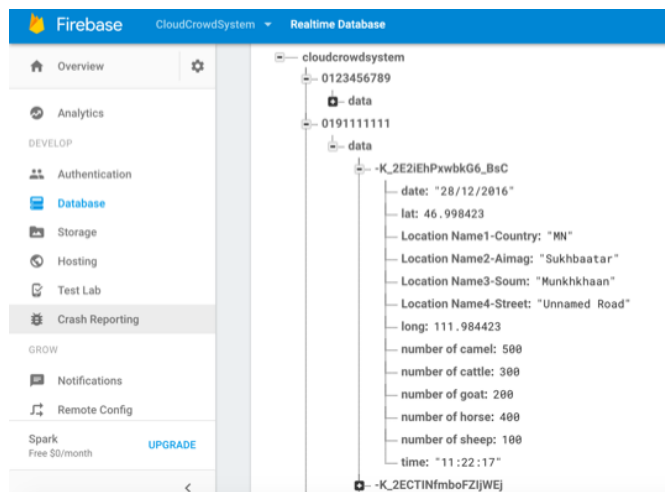 Firebase CloudCrowdSystem Realtime Database
Overview
Analytics
DEVELOP
Authentication
Database
Storage
Hosting
Test Lab
Crash Reporting
GROW
Notifications
Remote Config
Spark
Free $0/month
UPGRADE
cloudcrowdsystem
0123456789
data
0191111111
data
-K_2E2iEhPxwbkG6_BsC
date: "28/12/2016"
lat: 46.998423
Location Name1-Country: "MN"
Location Name2-Aimag: "Sukhbaatar"
Location Name3-Soum: "Munkhkhaan"
Location Name4-Street: "Unnamed Road"
long: 111.984423
number of camel: 500
number of cattle: 300
number of goat: 200
number of horse: 400
number of sheep: 100
time: "11:22:17"
-K_2ECTINfmboFZIjWEj